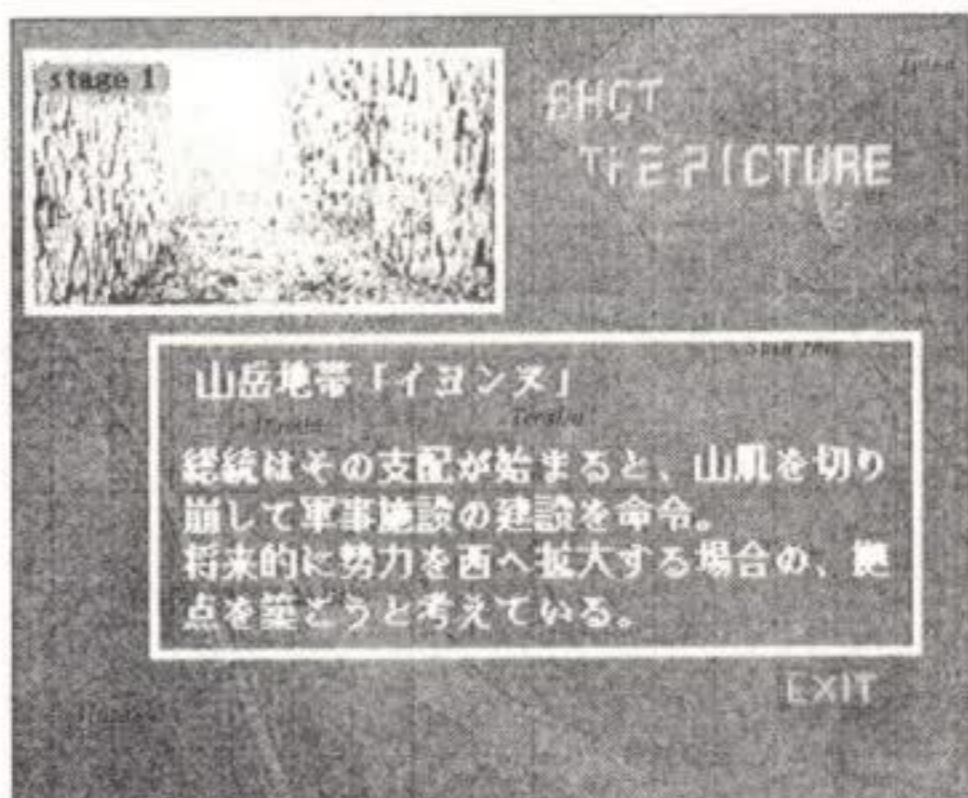 stage 1
SHOT
THE PICTURE
山岳地帯「イヨンヌ」
総統はその支配が始まると、山肌を切り
崩して軍事施設の建設を命令。
将来的に勢力を西へ拡大する場合の、拠
点を築こうと考えている。
EXIT